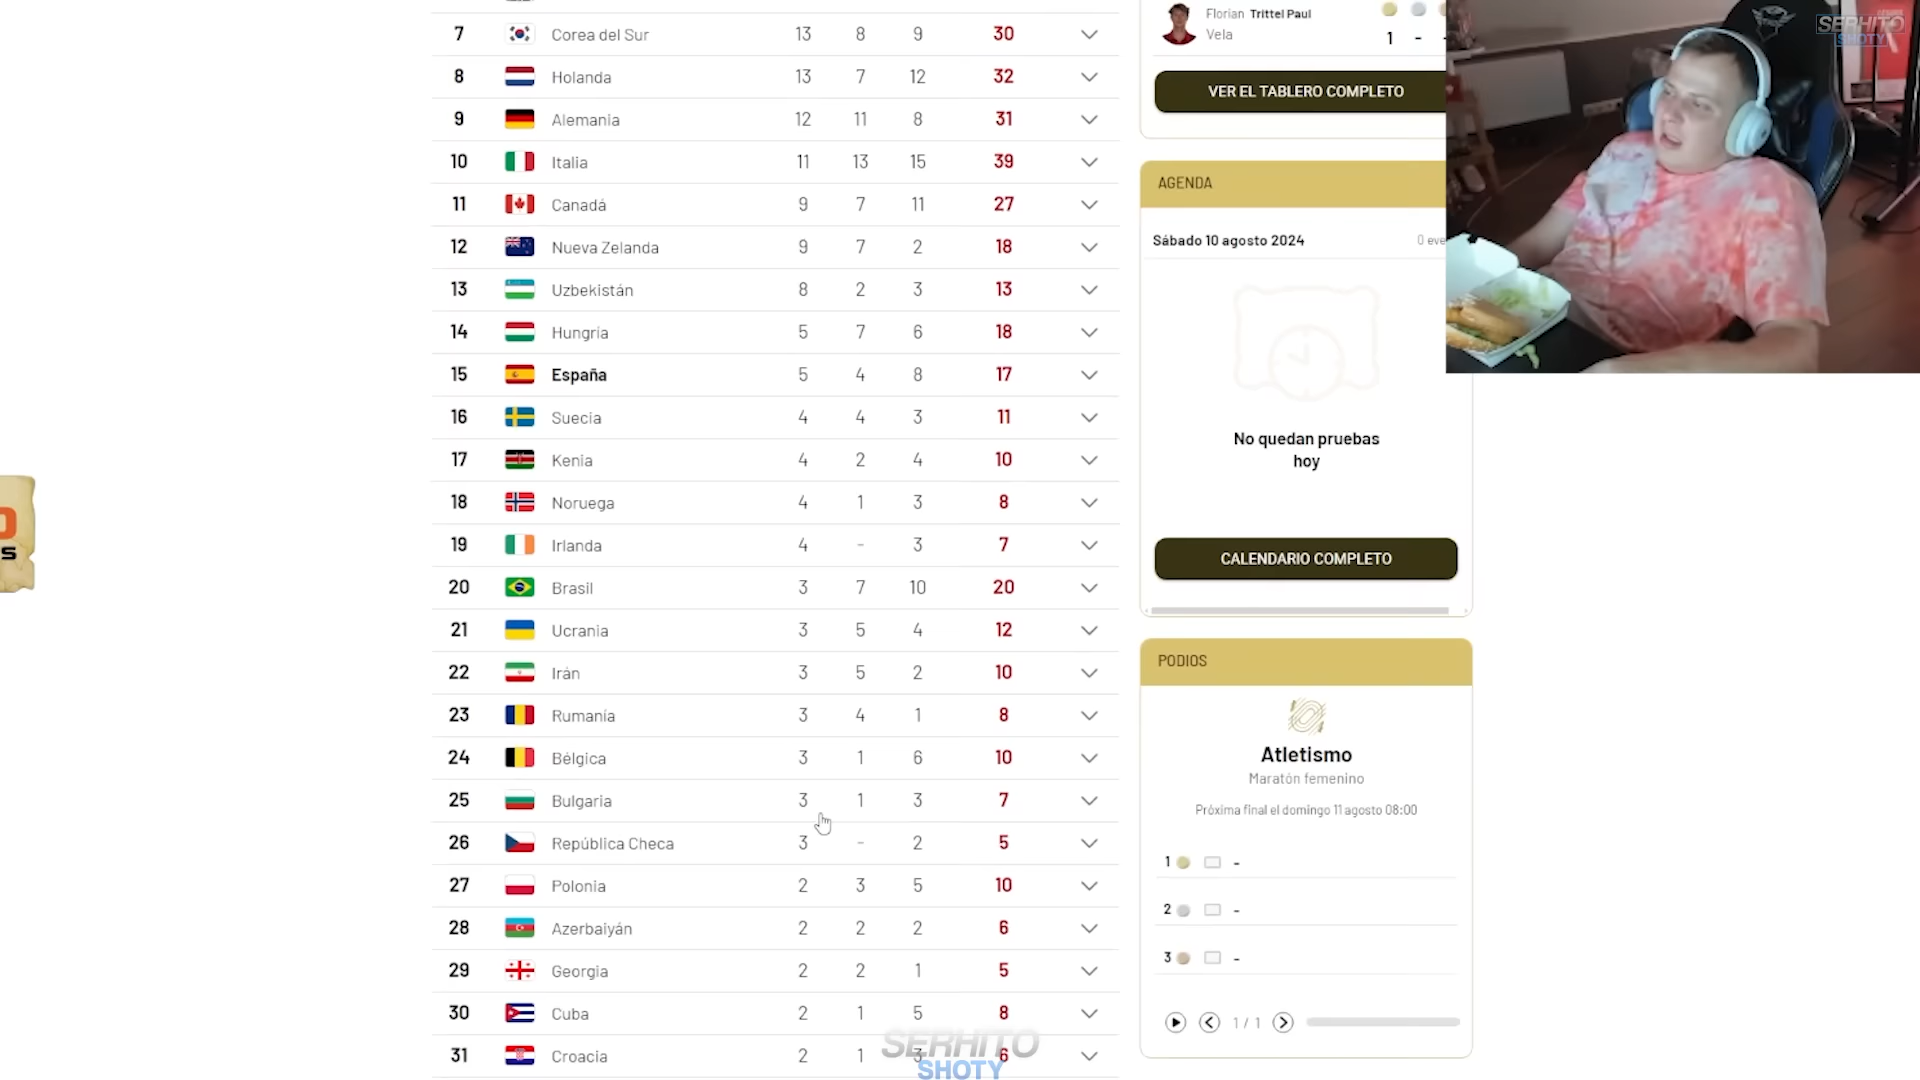 7 Corea del Sur 13 8 9 30
8 Holanda 13 7 12 32
9 Alemania 12 11 8 31
10 Italia 11 13 15 39
11 Canadá 9 7 11 27
12 Nueva Zelanda 9 7 2 18
13 Uzbekistán 8 2 3 13
14 Hungría 5 7 6 18
15 España 5 4 8 17
16 Suecia 4 4 3 11
17 Kenia 4 2 4 10
18 Noruega 4 1 3 8
19 Irlanda 4 - 3 7
20 Brasil 3 7 10 20
21 Ucrania 3 5 4 12
22 Irán 3 5 2 10
23 Rumanía 3 4 1 8
24 Bélgica 3 1 6 10
25 Bulgaria 3 1 3 7
26 República Checa 3 - 2 5
27 Polonia 2 3 5 10
28 Azerbaiyán 2 2 2 6
29 Georgia 2 2 1 5
30 Cuba 2 1 5 8
31 Croacia 2 1 3 6
Florian Trittel Paul
Vela
1 -
VER EL TABLERO COMPLETO
AGENDA
Sábado 10 agosto 2024 0 eve
No quedan pruebas
hoy
CALENDARIO COMPLETO
PODIOS
Atletismo
Maratón femenino
Próxima final el domingo 11 agosto 08:00
1 -
2 -
3 -
1 / 1
SERHITO
SHOTY
SERHITO
SHOTY